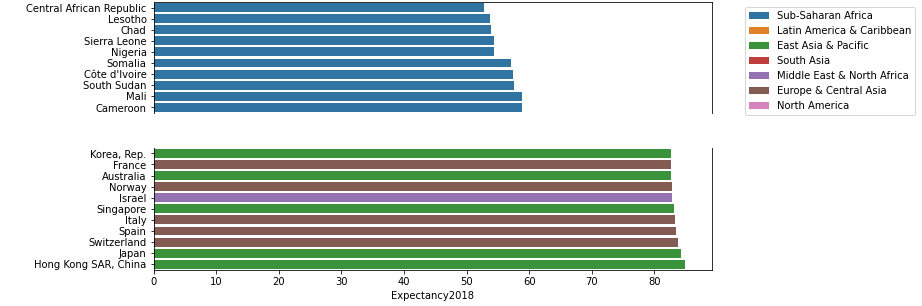 Central African Republic
Lesotho
Chad
Sierra Leone
Nigeria
Somalia
Côte d'Ivoire
South Sudan
Mali
Cameroon
Korea, Rep.
France
Australia
Norway
Israel
Singapore
Italy
Spain
Switzerland
Japan
Hong Kong SAR, China
0 10 20 30 40 50 60 70 80
Expectancy2018
Sub-Saharan Africa
Latin America & Caribbean
East Asia & Pacific
South Asia
Middle East & North Africa
Europe & Central Asia
North America